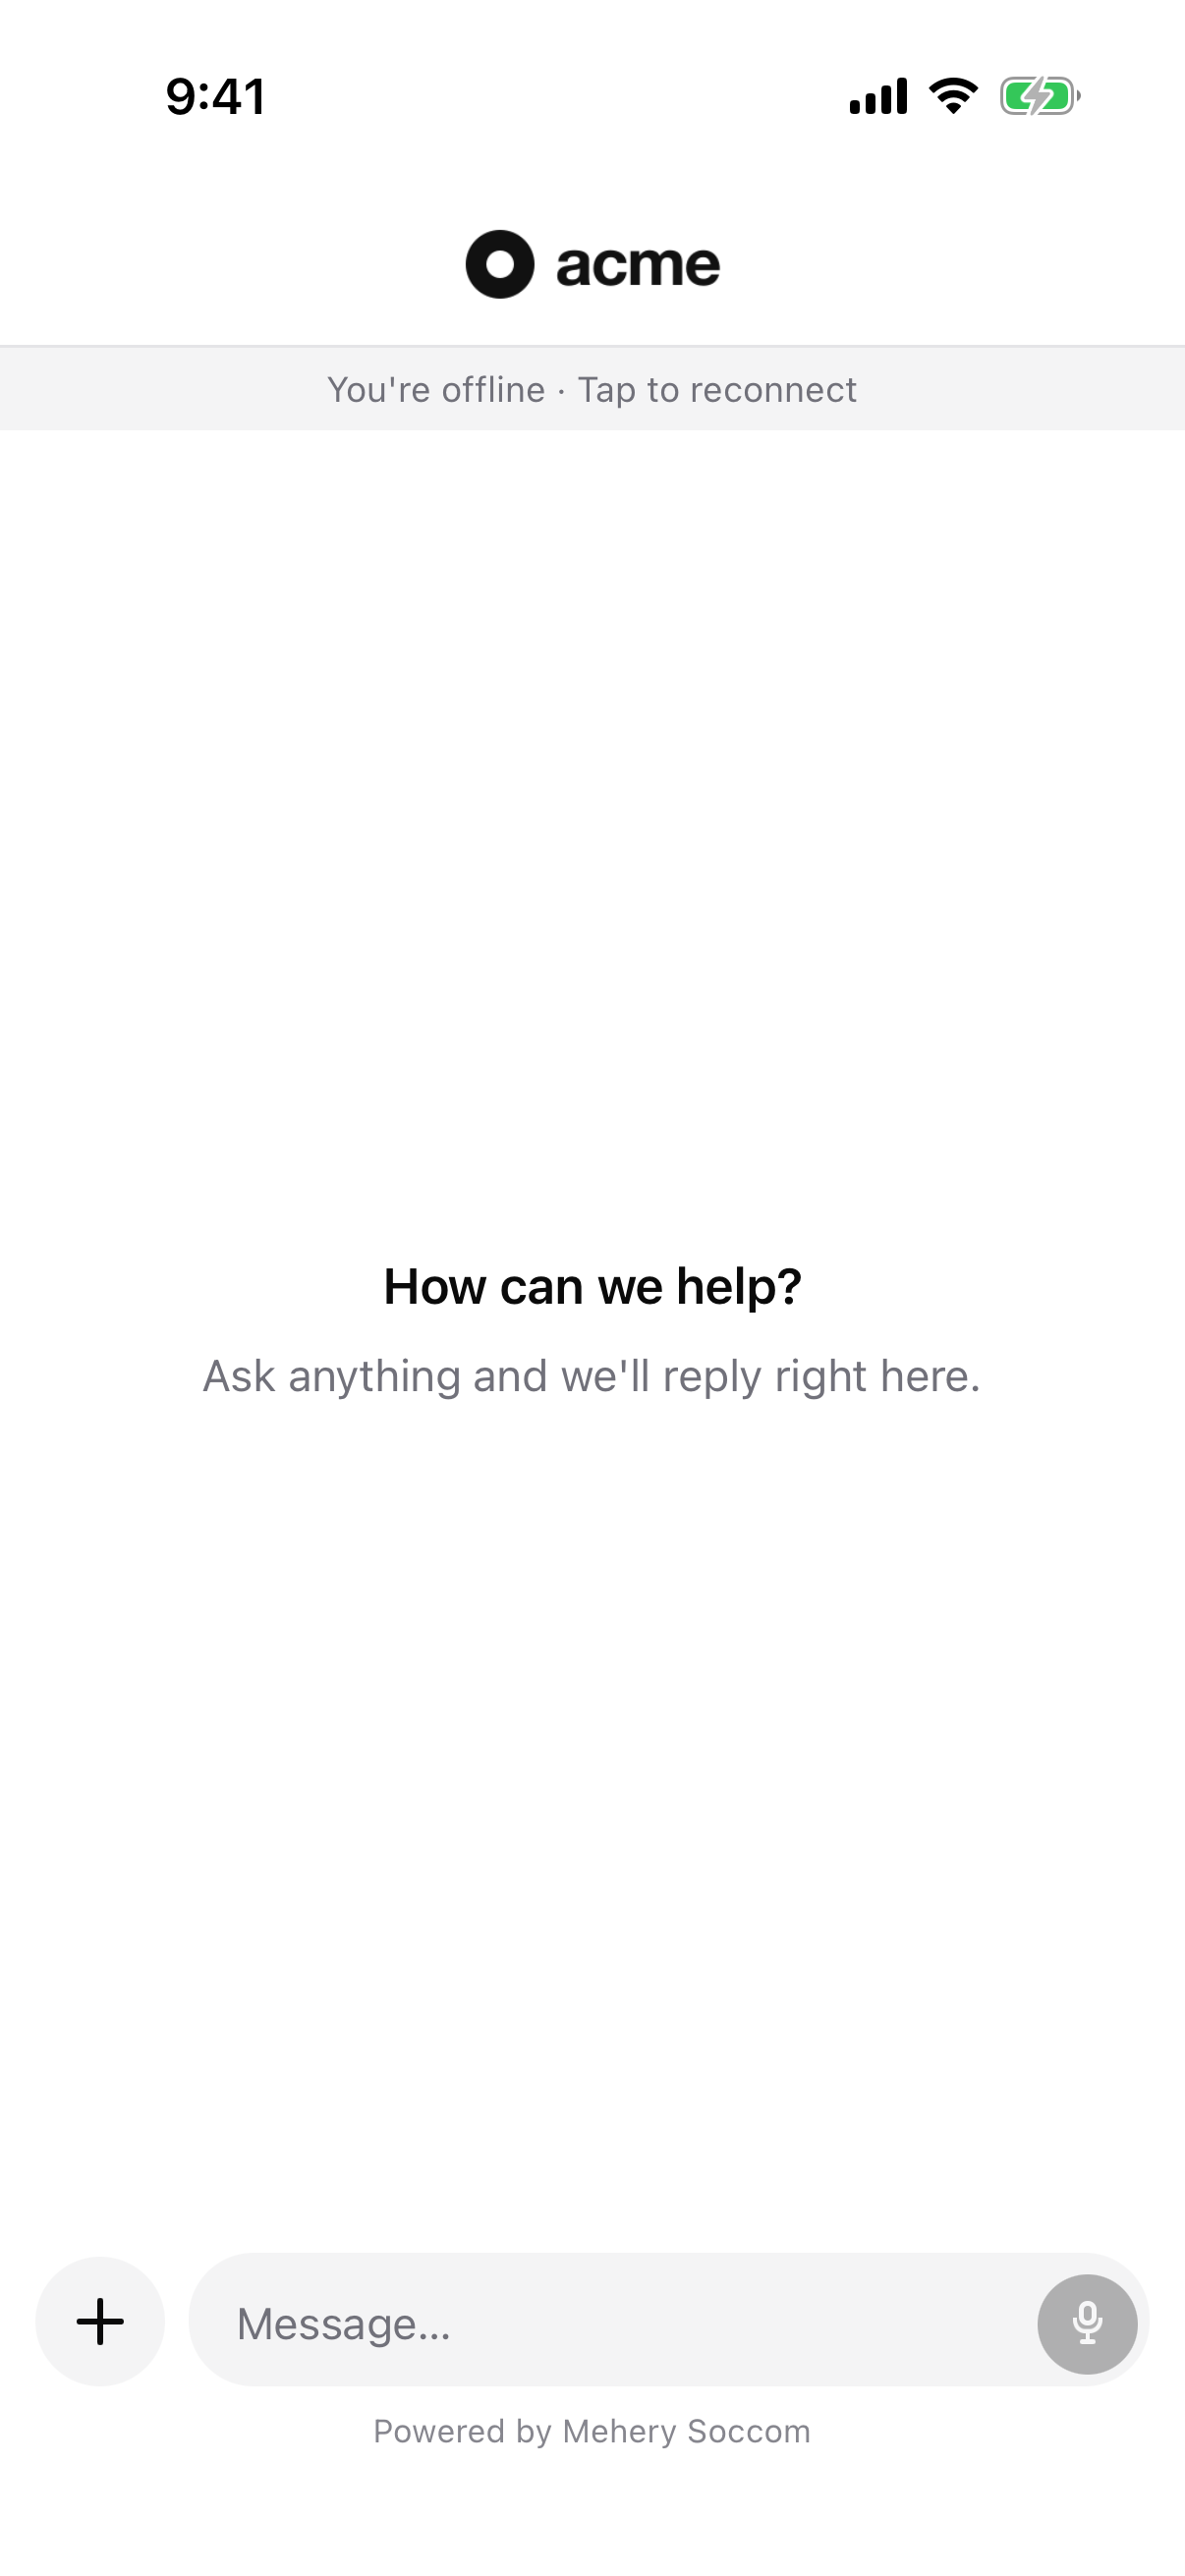 9:41
acme
You're offline · Tap to reconnect
How can we help?
Ask anything and we'll reply right here.
Message...
Powered by Mehery Soccom